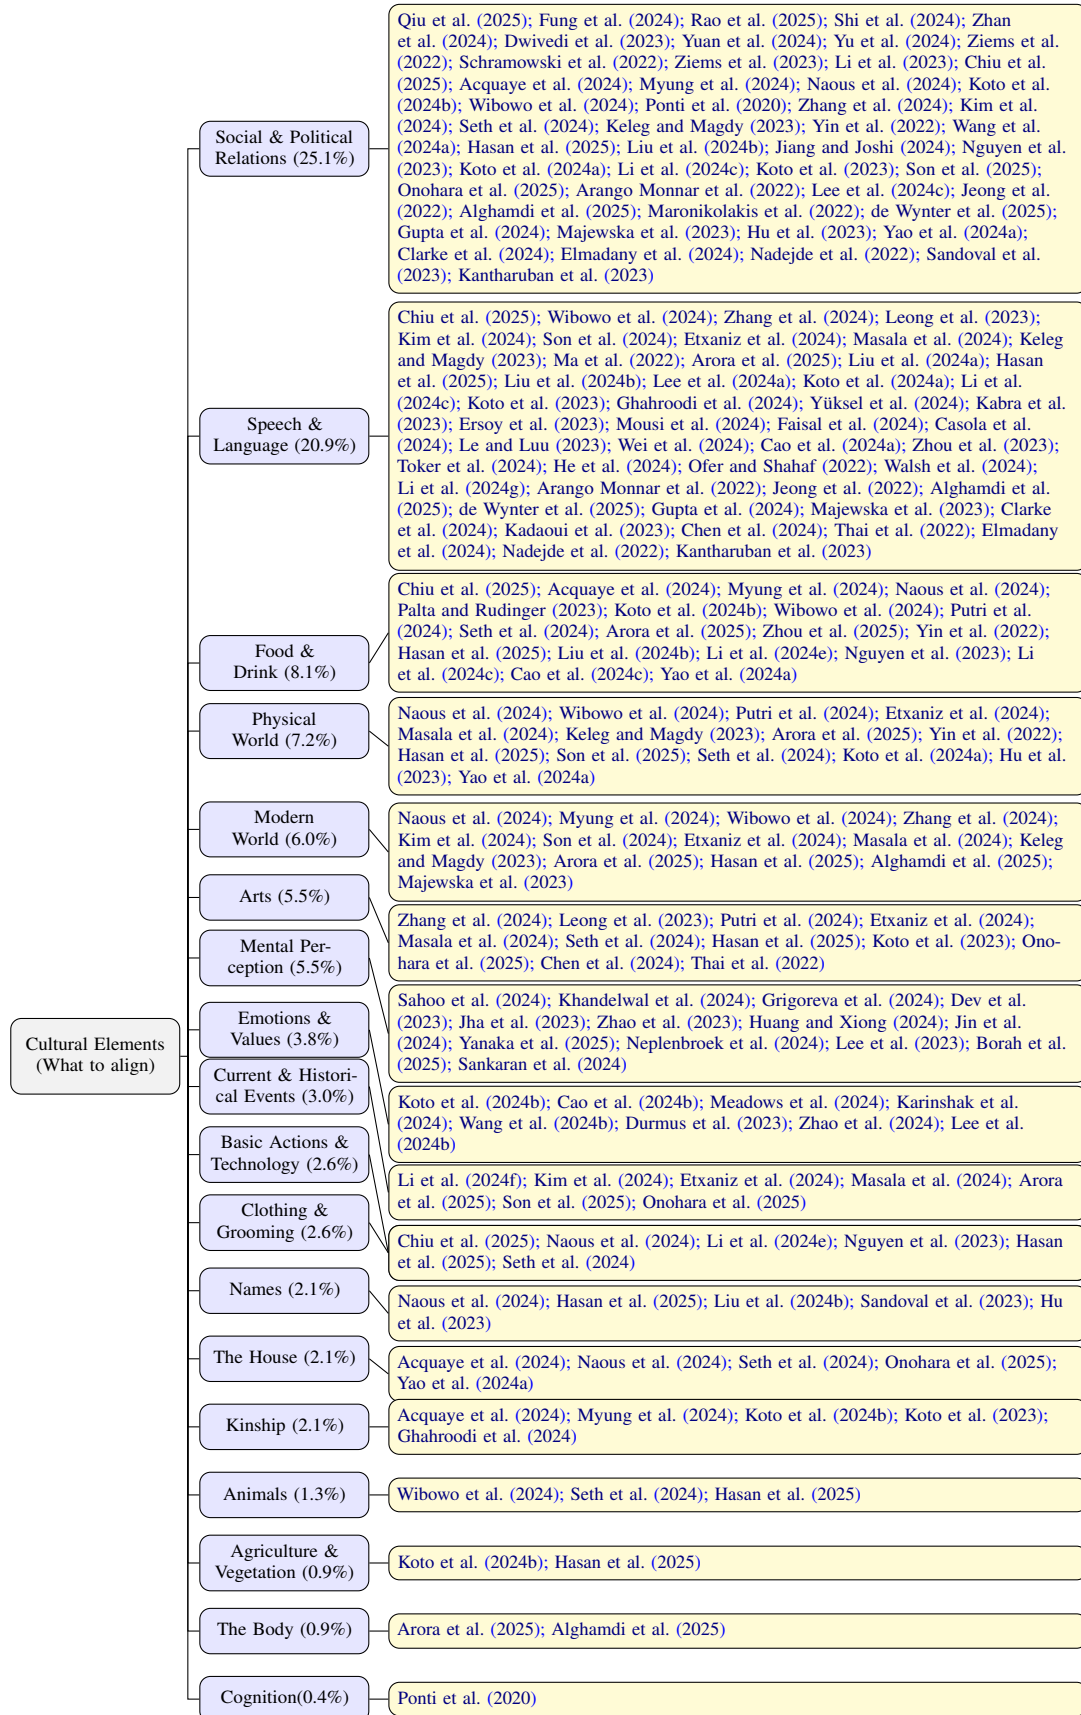 Cultural Elements
(What to align)
Social & Political
Relations (25.1%)
Qiu et al. (2025); Fung et al. (2024); Rao et al. (2025); Shi et al. (2024); Zhan
et al. (2024); Dwivedi et al. (2023); Yuan et al. (2024); Yu et al. (2024); Ziems et al.
(2022); Schramowski et al. (2022); Ziems et al. (2023); Li et al. (2023); Chiu et al.
(2025); Acquaye et al. (2024); Myung et al. (2024); Naous et al. (2024); Koto et al.
(2024b); Wibowo et al. (2024); Ponti et al. (2020); Zhang et al. (2024); Kim et al.
(2024); Seth et al. (2024); Keleg and Magdy (2023); Yin et al. (2022); Wang et al.
(2024a); Hasan et al. (2025); Liu et al. (2024b); Jiang and Joshi (2024); Nguyen et al.
(2023); Koto et al. (2024a); Li et al. (2024c); Koto et al. (2023); Son et al. (2025);
Onohara et al. (2025); Arango Monnar et al. (2022); Lee et al. (2024c); Jeong et al.
(2022); Alghamdi et al. (2025); Maronikolakis et al. (2022); de Wynter et al. (2025);
Gupta et al. (2024); Majewska et al. (2023); Hu et al. (2023); Yao et al. (2024a);
Clarke et al. (2024); Elmadany et al. (2024); Nadejde et al. (2022); Sandoval et al.
(2023); Kantharuban et al. (2023)
Speech &
Language (20.9%)
Chiu et al. (2025); Wibowo et al. (2024); Zhang et al. (2024); Leong et al. (2023);
Kim et al. (2024); Son et al. (2024); Etxaniz et al. (2024); Masala et al. (2024); Keleg
and Magdy (2023); Ma et al. (2022); Arora et al. (2025); Liu et al. (2024a); Hasan
et al. (2025); Liu et al. (2024b); Lee et al. (2024a); Koto et al. (2024a); Li et al.
(2024c); Koto et al. (2023); Ghahroodi et al. (2024); Yüksel et al. (2024); Kabra et al.
(2023); Ersoy et al. (2023); Mousi et al. (2024); Faisal et al. (2024); Casola et al.
(2024); Le and Luu (2023); Wei et al. (2024); Cao et al. (2024a); Zhou et al. (2023);
Toker et al. (2024); He et al. (2024); Ofer and Shahaf (2022); Walsh et al. (2024);
Li et al. (2024g); Arango Monnar et al. (2022); Jeong et al. (2022); Alghamdi et al.
(2025); de Wynter et al. (2025); Gupta et al. (2024); Majewska et al. (2023); Clarke
et al. (2024); Kadaoui et al. (2023); Chen et al. (2024); Thai et al. (2022); Elmadany
et al. (2024); Nadejde et al. (2022); Kantharuban et al. (2023)
Food &
Drink (8.1%)
Chiu et al. (2025); Acquaye et al. (2024); Myung et al. (2024); Naous et al. (2024);
Palta and Rudinger (2023); Koto et al. (2024b); Wibowo et al. (2024); Putri et al.
(2024); Seth et al. (2024); Arora et al. (2025); Zhou et al. (2025); Yin et al. (2022);
Hasan et al. (2025); Liu et al. (2024b); Li et al. (2024e); Nguyen et al. (2023); Li
et al. (2024c); Cao et al. (2024c); Yao et al. (2024a)
Physical
World (7.2%)
Naous et al. (2024); Wibowo et al. (2024); Putri et al. (2024); Etxaniz et al. (2024);
Masala et al. (2024); Keleg and Magdy (2023); Arora et al. (2025); Yin et al. (2022);
Hasan et al. (2025); Son et al. (2025); Seth et al. (2024); Koto et al. (2024a); Hu et al.
(2023); Yao et al. (2024a)
Modern
World (6.0%)
Naous et al. (2024); Myung et al. (2024); Wibowo et al. (2024); Zhang et al. (2024);
Kim et al. (2024); Son et al. (2024); Etxaniz et al. (2024); Masala et al. (2024); Keleg
and Magdy (2023); Arora et al. (2025); Hasan et al. (2025); Alghamdi et al. (2025);
Majewska et al. (2023)
Arts (5.5%)
Zhang et al. (2024); Leong et al. (2023); Putri et al. (2024); Etxaniz et al. (2024);
Masala et al. (2024); Seth et al. (2024); Hasan et al. (2025); Koto et al. (2023); Ono-
hara et al. (2025); Chen et al. (2024); Thai et al. (2022)
Mental Per-
ception (5.5%)
Sahoo et al. (2024); Khandelwal et al. (2024); Grigoreva et al. (2024); Dev et al.
(2023); Jha et al. (2023); Zhao et al. (2023); Huang and Xiong (2024); Jin et al.
(2024); Yanaka et al. (2025); Neplenbroek et al. (2024); Lee et al. (2023); Borah et al.
(2025); Sankaran et al. (2024)
Emotions &
Values (3.8%)
Koto et al. (2024b); Cao et al. (2024b); Meadows et al. (2024); Karinshak et al.
(2024); Wang et al. (2024b); Durmus et al. (2023); Zhao et al. (2024); Lee et al.
(2024b)
Current & Histori-
cal Events (3.0%)
Li et al. (2024f); Kim et al. (2024); Etxaniz et al. (2024); Masala et al. (2024); Arora
et al. (2025); Son et al. (2025); Onohara et al. (2025)
Basic Actions &
Technology (2.6%)
Clothing &
Grooming (2.6%)
Chiu et al. (2025); Naous et al. (2024); Li et al. (2024e); Nguyen et al. (2023); Hasan
et al. (2025); Seth et al. (2024)
Names (2.1%)
Naous et al. (2024); Hasan et al. (2025); Liu et al. (2024b); Sandoval et al. (2023); Hu
et al. (2023)
The House (2.1%)
Acquaye et al. (2024); Naous et al. (2024); Seth et al. (2024); Onohara et al. (2025);
Yao et al. (2024a)
Kinship (2.1%)
Acquaye et al. (2024); Myung et al. (2024); Koto et al. (2024b); Koto et al. (2023);
Ghahroodi et al. (2024)
Animals (1.3%)
Wibowo et al. (2024); Seth et al. (2024); Hasan et al. (2025)
Agriculture &
Vegetation (0.9%)
Koto et al. (2024b); Hasan et al. (2025)
The Body (0.9%)
Arora et al. (2025); Alghamdi et al. (2025)
Cognition(0.4%)
Ponti et al. (2020)